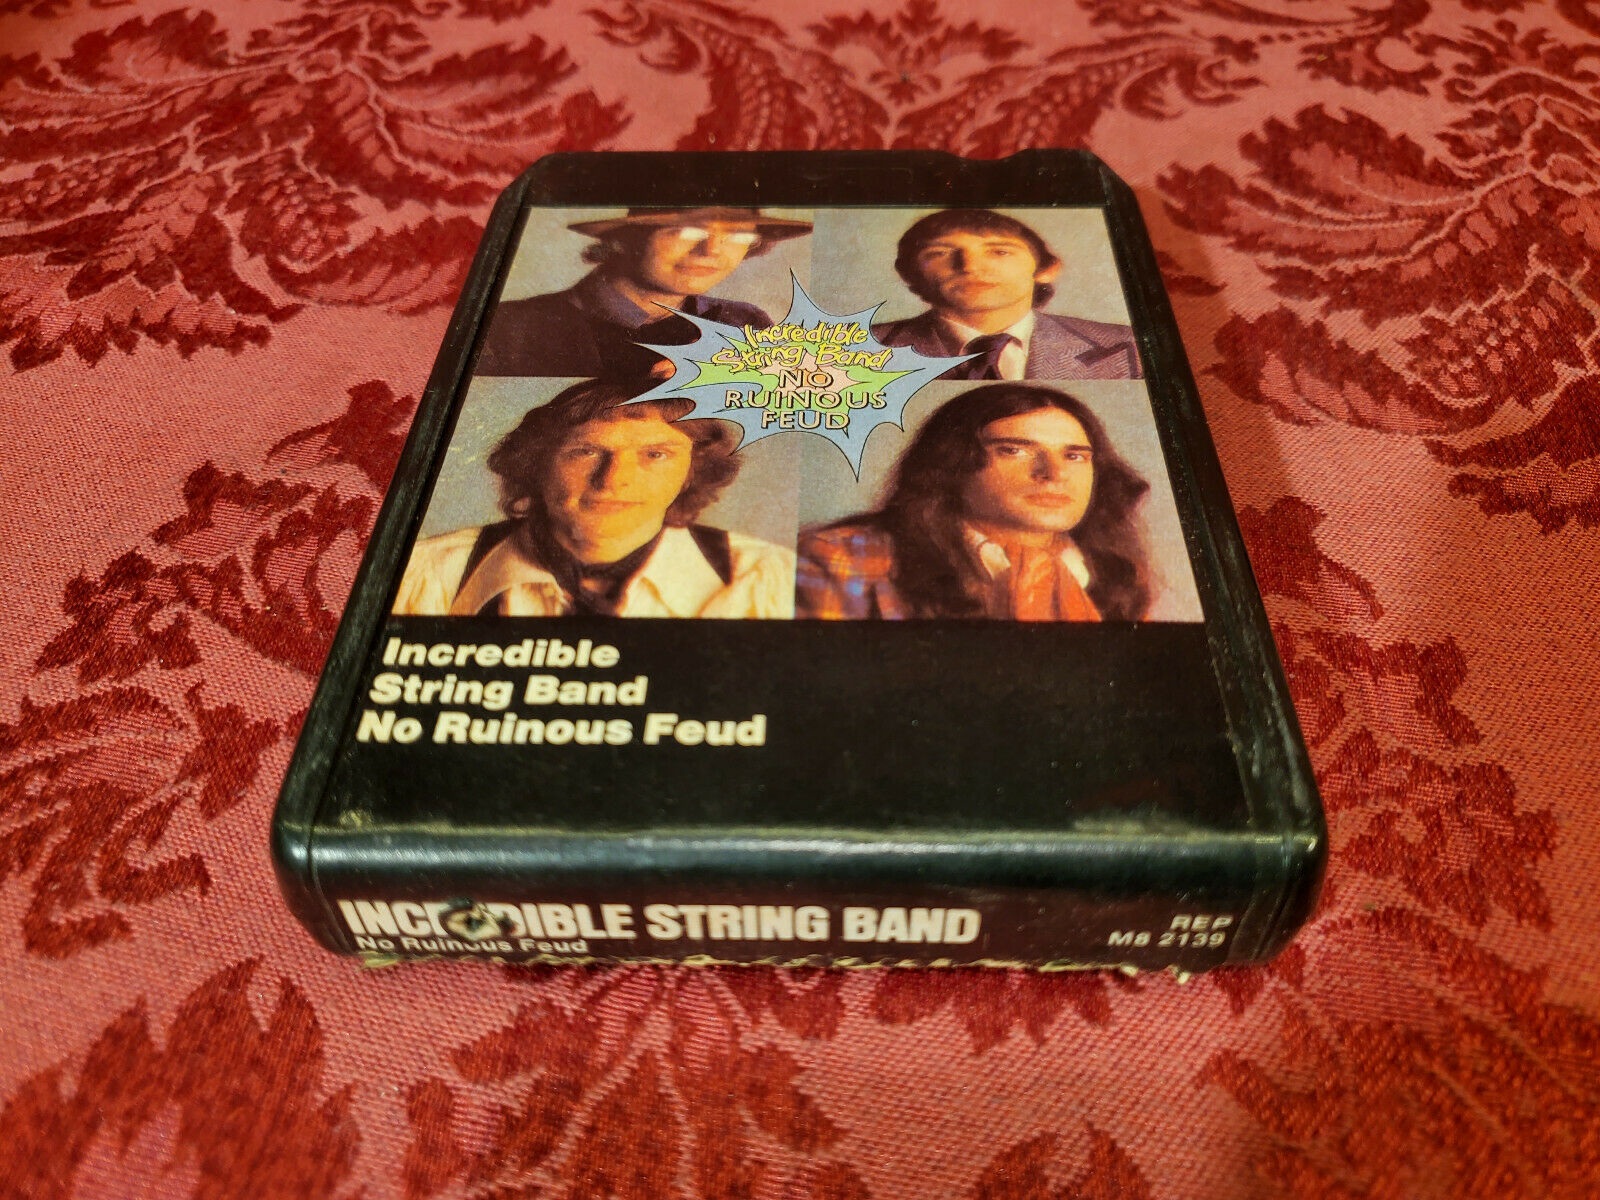 Incredible
String Band
NO
RUINOUS
FEUD
Incredible
String Band
No Ruinous Feud
INCREDIBLE STRING BAND
No Ruinous Feud
REP
M8 2139